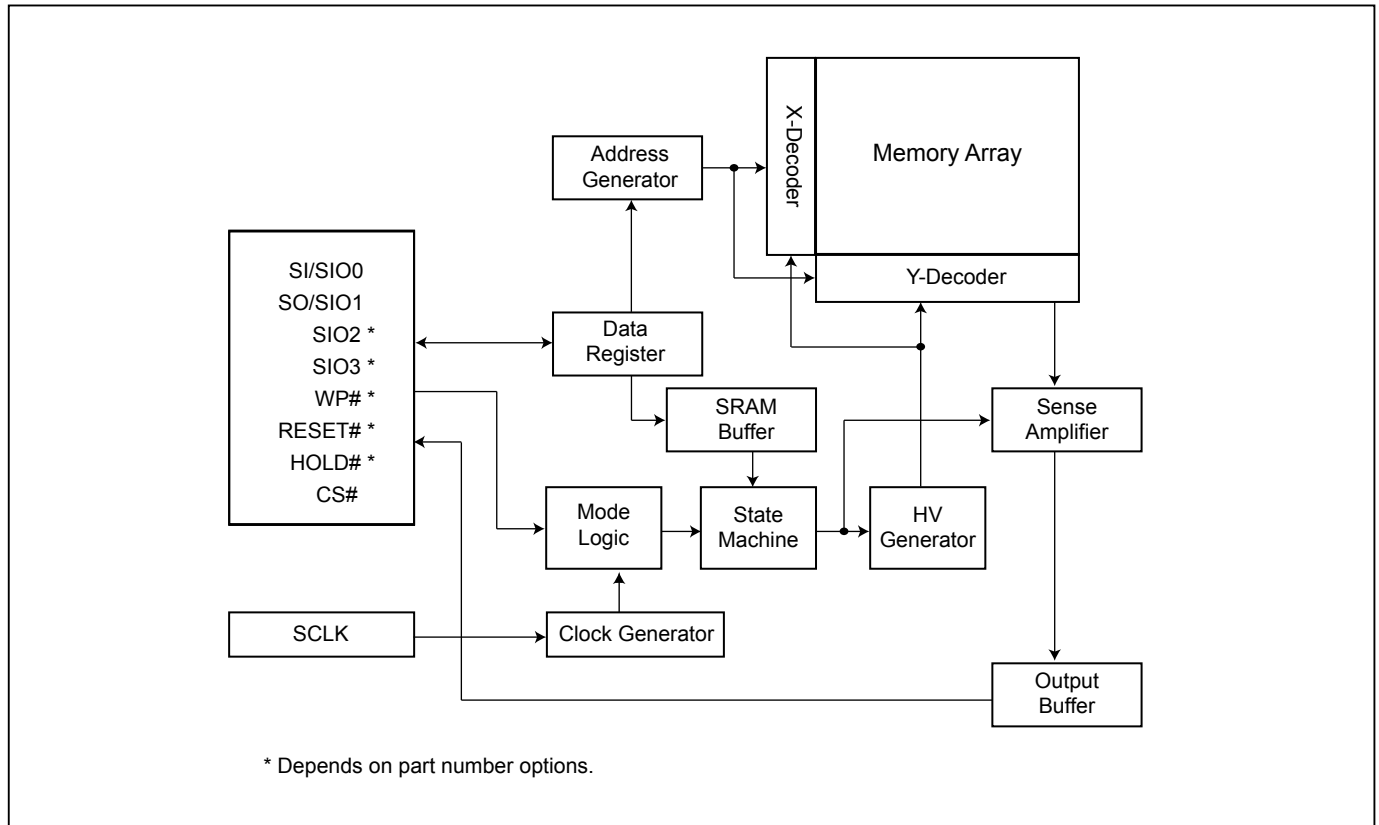 X-Decoder
Memory Array
Address
Generator
Y-Decoder
SI/SIO0
SO/SIO1
SIO2 *
SIO3 *
WP# *
RESET# *
HOLD# *
CS#
Data
Register
SRAM
Buffer
Sense
Amplifier
Mode
Logic
State
Machine
HV
Generator
SCLK
Clock Generator
Output
Buffer
* Depends on part number options.